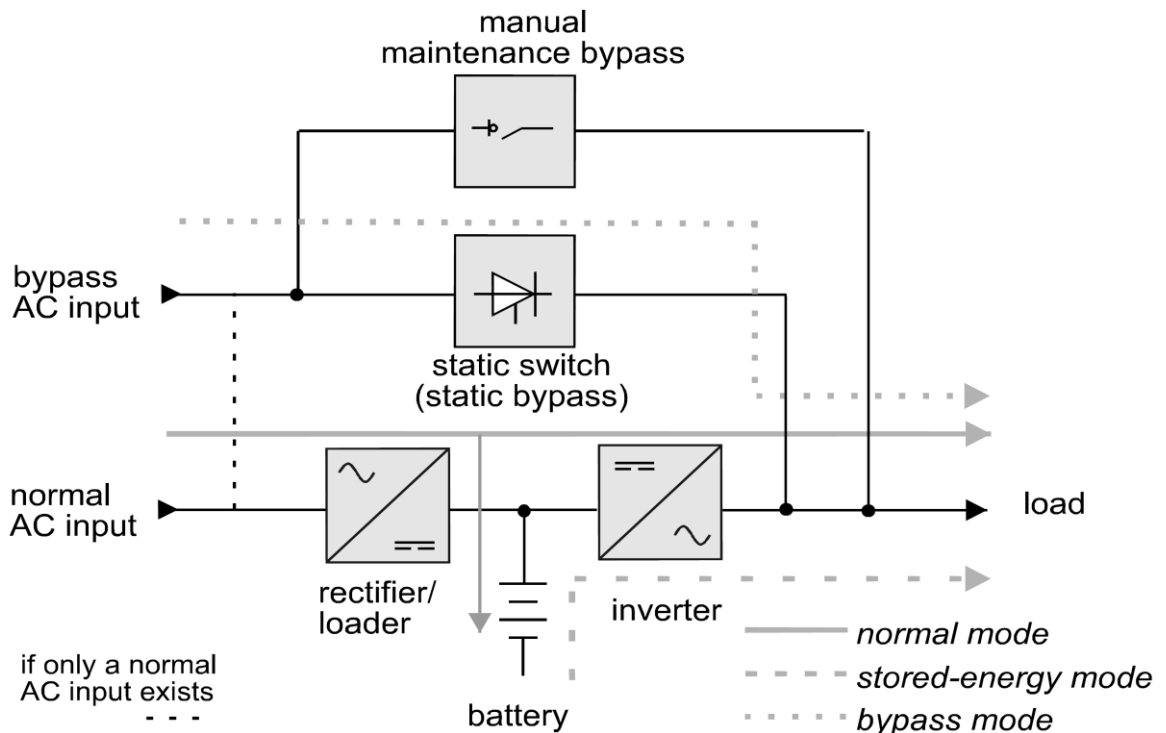 manual
maintenance bypass
bypass
AC input
static switch
(static bypass)
normal
AC input
load
rectifier/
loader
inverter
normal mode
if only a normal
AC input exists
stored-energy mode
battery
bypass mode